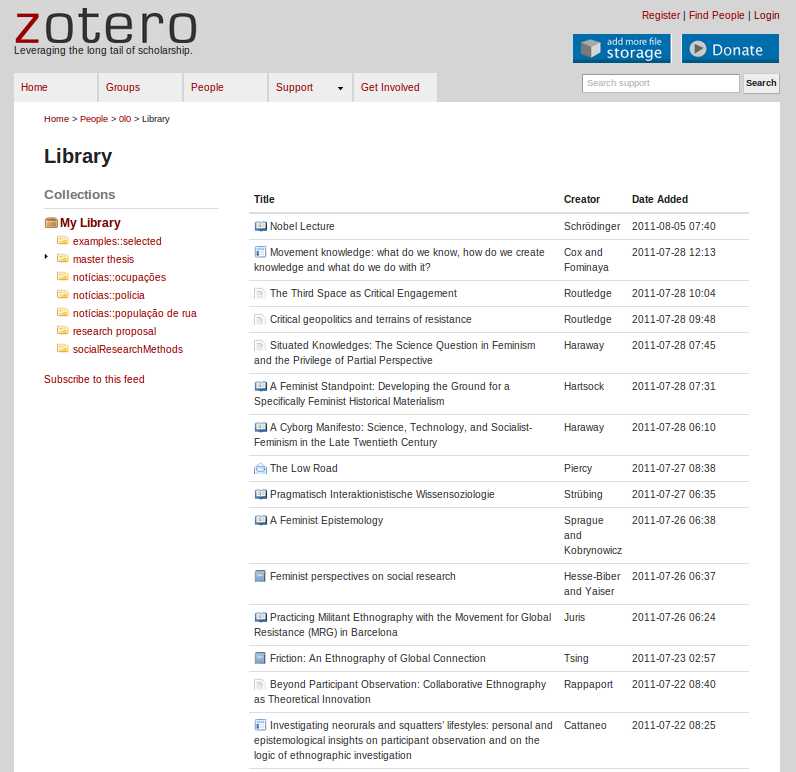 zotero
Leveraging the long tail of scholarship.
Register | Find People | Login
add more file
storage
Donate
Home
Groups
People
Support
Get Involved
Search support
Search
Home > People > 0l0 > Library
Library
Collections
My Library
examples::selected
master thesis
notícias::ocupações
notícias::polícia
notícias::população de rua
research proposal
socialResearchMethods
Subscribe to this feed
Title Creator Date Added
Nobel Lecture Schrödinger 2011-08-05 07:40
Movement knowledge: what do we know, how do we create Cox and 2011-07-28 12:13
knowledge and what do we do with it? Fominaya
The Third Space as Critical Engagement Routledge 2011-07-28 10:04
Critical geopolitics and terrains of resistance Routledge 2011-07-28 09:48
Situated Knowledges: The Science Question in Feminism Haraway 2011-07-28 07:45
and the Privilege of Partial Perspective
A Feminist Standpoint: Developing the Ground for a Hartsock 2011-07-28 07:31
Specifically Feminist Historical Materialism
A Cyborg Manifesto: Science, Technology, and Socialist- Haraway 2011-07-28 06:10
Feminism in the Late Twentieth Century
The Low Road Piercy 2011-07-27 08:38
Pragmatisch Interaktionistische Wissensoziologie Strübing 2011-07-27 06:35
A Feminist Epistemology Sprague 2011-07-26 06:38
and
Kobrynowicz
Feminist perspectives on social research Hesse-Biber 2011-07-26 06:37
and Yaiser
Practicing Militant Ethnography with the Movement for Global Juris 2011-07-26 06:24
Resistance (MRG) in Barcelona
Friction: An Ethnography of Global Connection Tsing 2011-07-23 02:57
Beyond Participant Observation: Collaborative Ethnography Rappaport 2011-07-22 08:40
as Theoretical Innovation
Investigating neorurals and squatters' lifestyles: personal and Cattaneo 2011-07-22 08:25
epistemological insights on participant observation and on the
logic of ethnographic investigation